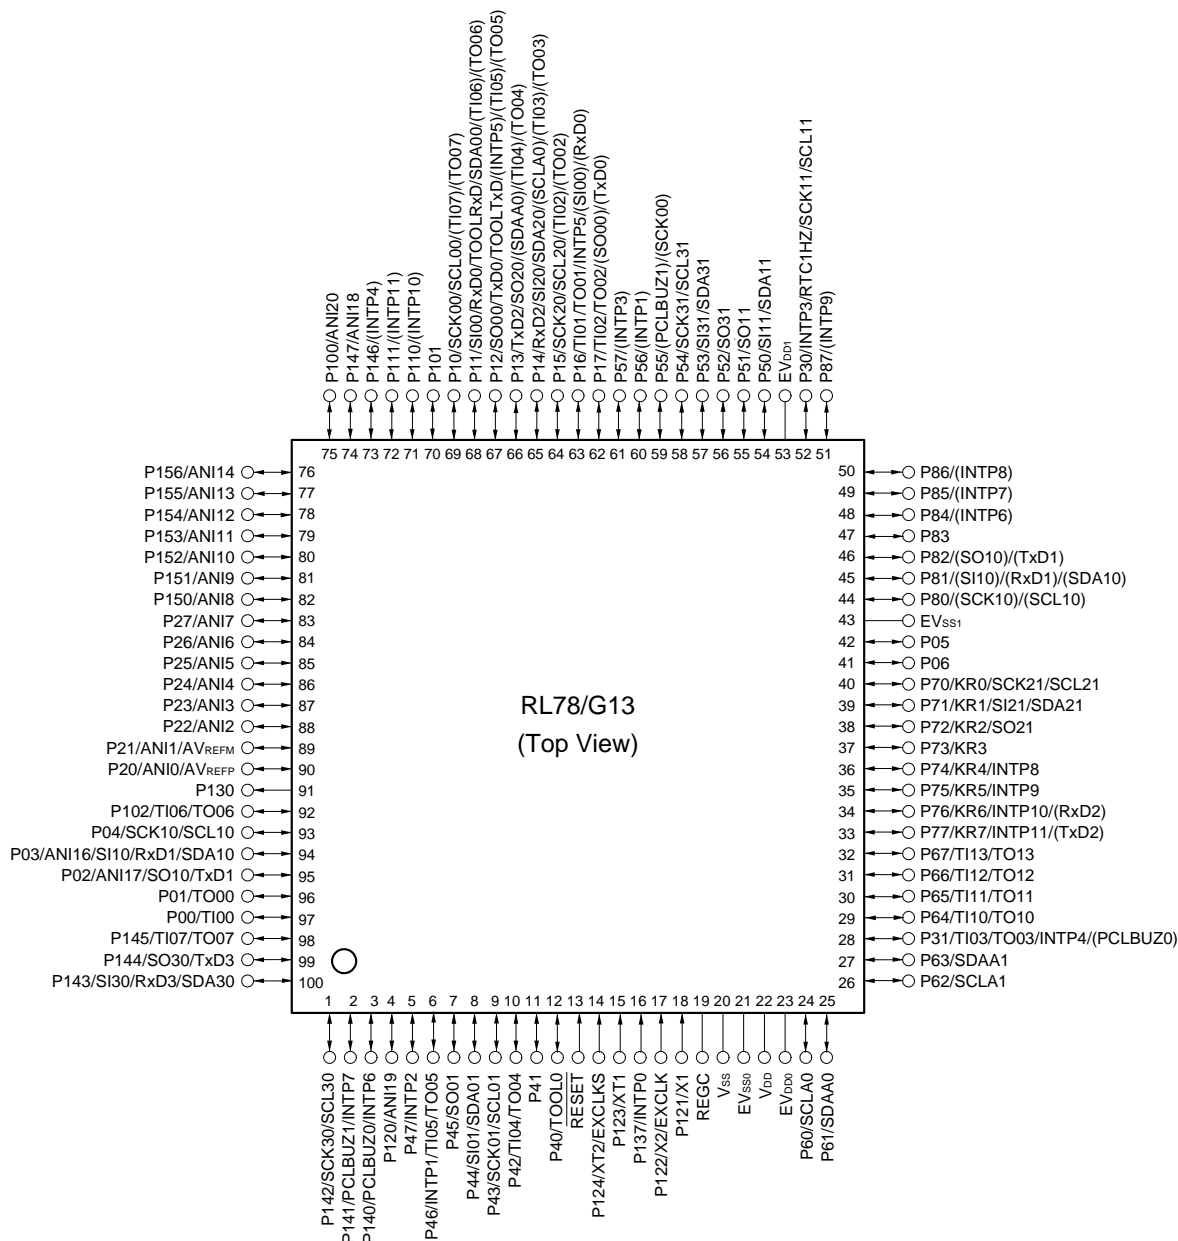 P100/ANI20
P147/ANI18
P146/(INTP4)
P111/(INTP11)
P110/(INTP10)
P101
P10/SCK00/SCL00/(TI07)/(TO07)
P11/SI00/RxD0/TOOLRxD/SDA00/(TI06)/(TO06)
P12/SO00/TxD0/TOOLTxD/(INTP5)/(TI05)/(TO05)
P13/TxD2/SO20/(SDAA0)/(TI04)/(TO04)
P14/RxD2/SI20/SDA20/(SCLA0)/(TI03)/(TO03)
P15/SCK20/SCL20/(TI02)/(TO02)
P16/TI01/TO01/INTP5/(SI00)/(RxD0)
P17/TI02/TO02/(SO00)/(TxD0)
P57/(INTP3)
P56/(INTP1)
P55/(PCLBUZ1)/(SCK00)
P54/SCK31/SCL31
P53/SI31/SDA31
P52/SO31
P51/SO11
P50/SI11/SDA11
EVDD1
P30/INTP3/RTC1HZ/SCK11/SCL11
P87/(INTP9)
75 74 73 72 71 70 69 68 67 66 65 64 63 62 61 60 59 58 57 56 55 54 53 52 51
P156/ANI14 76
P155/ANI13 77
P154/ANI12 78
P153/ANI11 79
P152/ANI10 80
P151/ANI9 81
P150/ANI8 82
P27/ANI7 83
P26/ANI6 84
P25/ANI5 85
P24/ANI4 86
P23/ANI3 87
P22/ANI2 88
P21/ANI1/AVREFM 89
P20/ANI0/AVREFP 90
P130 91
P102/TI06/TO06 92
P04/SCK10/SCL10 93
P03/ANI16/SI10/RxD1/SDA10 94
P02/ANI17/SO10/TxD1 95
P01/TO00 96
P00/TI00 97
P145/TI07/TO07 98
P144/SO30/TxD3 99
P143/SI30/RxD3/SDA30 100
RL78/G13
(Top View)
50 P86/(INTP8)
49 P85/(INTP7)
48 P84/(INTP6)
47 P83
46 P82/(SO10)/(TxD1)
45 P81/(SI10)/(RxD1)/(SDA10)
44 P80/(SCK10)/(SCL10)
43 EVSS1
42 P05
41 P06
40 P70/KR0/SCK21/SCL21
39 P71/KR1/SI21/SDA21
38 P72/KR2/SO21
37 P73/KR3
36 P74/KR4/INTP8
35 P75/KR5/INTP9
34 P76/KR6/INTP10/(RxD2)
33 P77/KR7/INTP11/(TxD2)
32 P67/TI13/TO13
31 P66/TI12/TO12
30 P65/TI11/TO11
29 P64/TI10/TO10
28 P31/TI03/TO03/INTP4/(PCLBUZ0)
27 P63/SDAA1
26 P62/SCLA1
1 2 3 4 5 6 7 8 9 10 11 12 13 14 15 16 17 18 19 20 21 22 23 24 25
P142/SCK30/SCL30
P141/PCLBUZ1/INTP7
P140/PCLBUZ0/INTP6
P120/ANI19
P47/INTP2
P46/INTP1/TI05/TO05
P45/SO01
P44/SI01/SDA01
P43/SCK01/SCL01
P42/TI04/TO04
P41
P40/TOOL0
RESET
P124/XT2/EXCLKS
P123/XT1
P137/INTP0
P122/X2/EXCLK
P121/X1
REGC
VSS
EVSS0
VDD
EVDD0
P60/SCLA0
P61/SDAA0